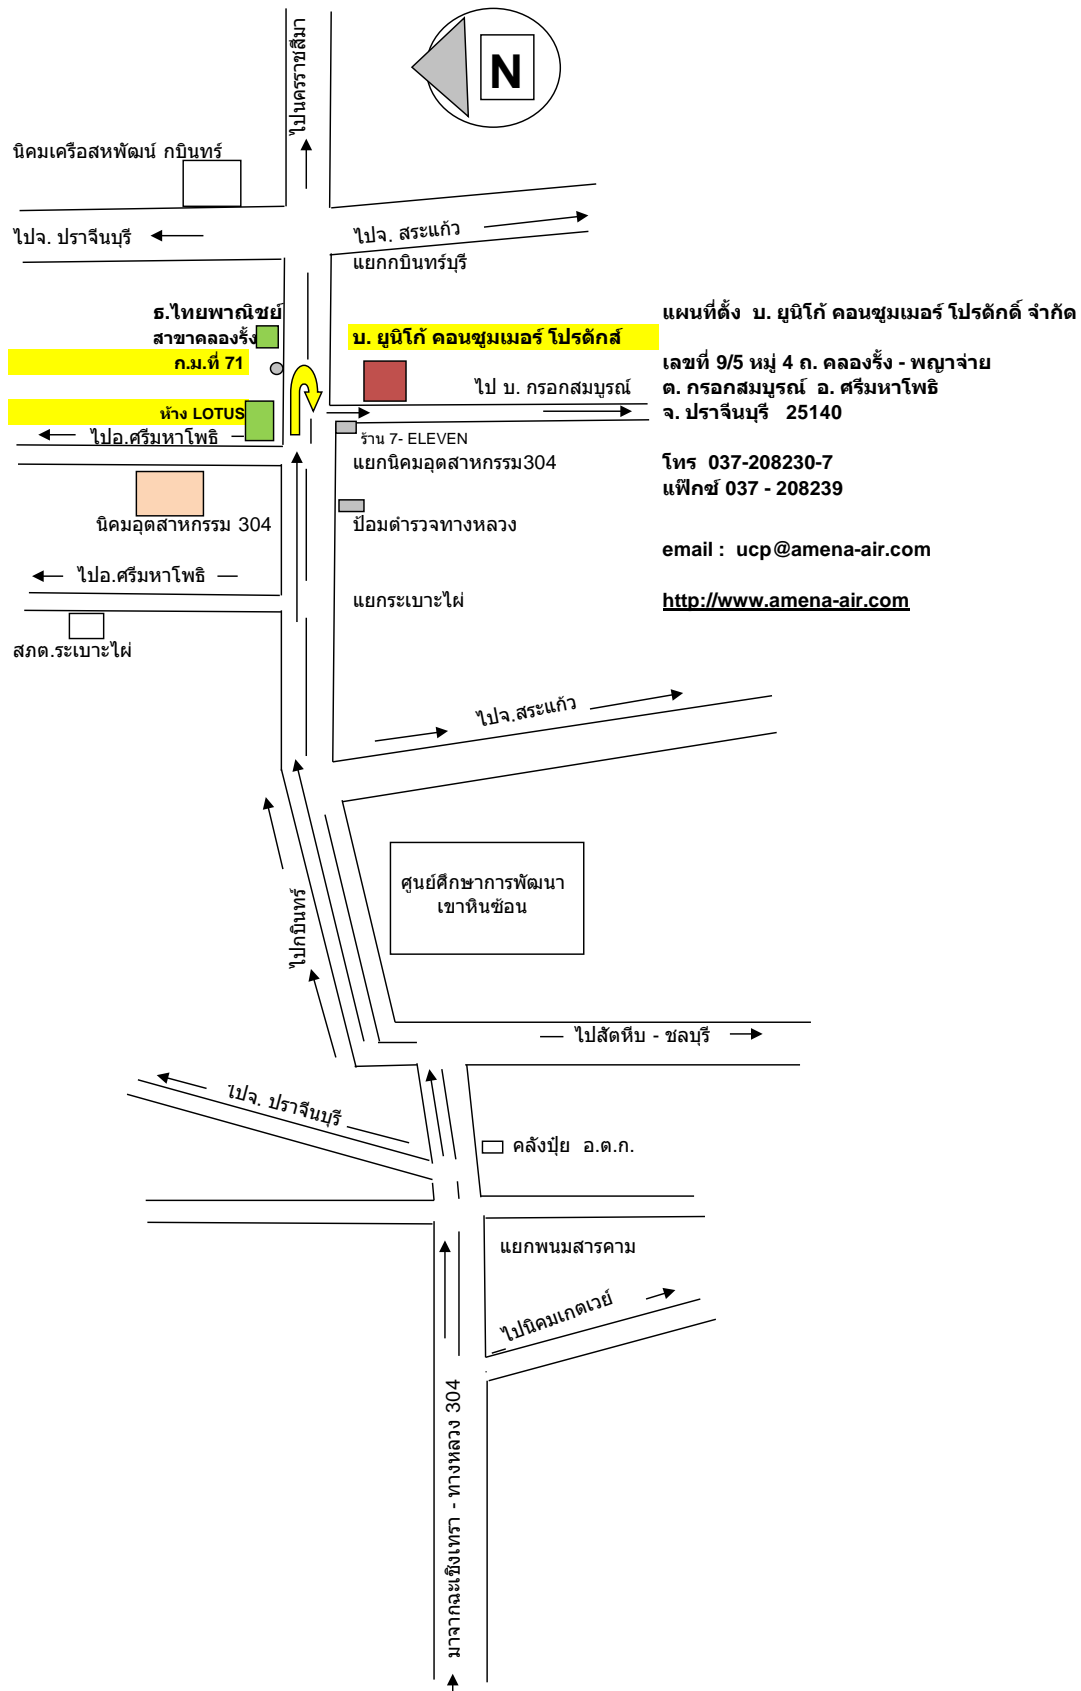 ไปนครราชสีมา
N
นิคมเครือสหพัฒน์ กบินทร์
ไปจ. ปราจีนบุรี
ไปจ. สระแก้ว
แยกกบินทร์บุรี
ธ.ไทยพาณิชย์
สาขาคลองรั้ง
ก.ม.ที่ 71
บ. ยูนิโก้ คอนซูมเมอร์ โปรดักส์
แผนที่ตั้ง บ. ยูนิโก้ คอนซูมเมอร์ โปรดักดิ์ จำกัด
เลขที่ 9/5 หมู่ 4 ถ. คลองรั้ง - พญาจ่าย
ต. กรอกสมบูรณ์ อ. ศรีมหาโพธิ
จ. ปราจีนบุรี 25140
ไป บ. กรอกสมบูรณ์
ห้าง LOTUS
ไปอ.ศรีมหาโพธิ
ร้าน 7- ELEVEN
แยกนิคมอุตสาหกรรม304
โทร 037-208230-7
แฟ๊กซ์ 037 - 208239
นิคมอุตสาหกรรม 304
ป้อมตำรวจทางหลวง
email : ucp@amena-air.com
ไปอ.ศรีมหาโพธิ
แยกระเบาะไผ่
http://www.amena-air.com
สภต.ระเบาะไผ่
ไปจ.สระแก้ว
ศูนย์ศึกษาการพัฒนา
เขาหินซ้อน
ไปกบินทร์
ไปสัตหีบ - ชลบุรี
ไปจ. ปราจีนบุรี
คลังปุ๋ย อ.ต.ก.
แยกพนมสารคาม
ไปนิคมเกตเวย์
มาจากฉะเชิงเทรา - ทางหลวง 304